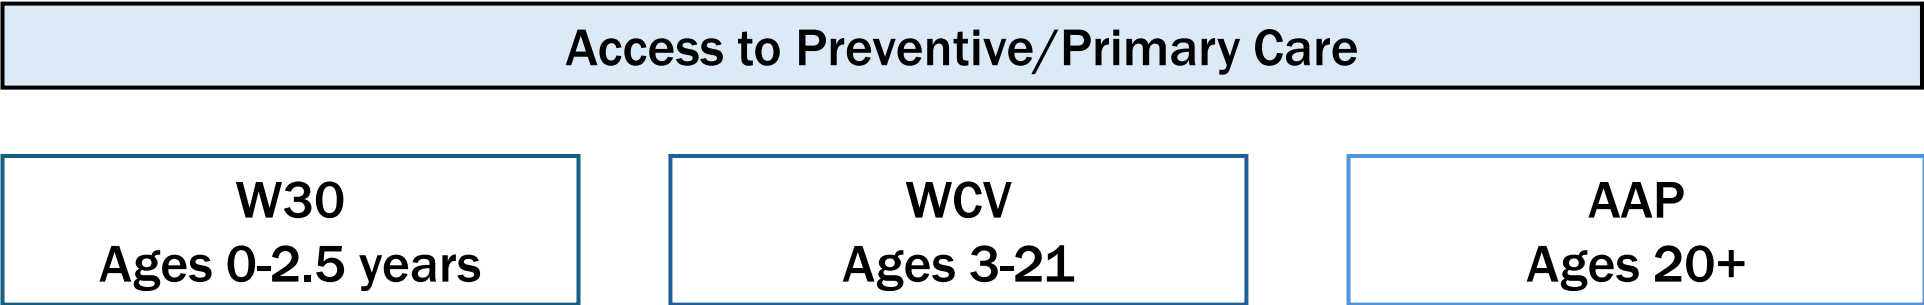 Access to Preventive/Primary Care
W30
Ages 0-2.5 years
WCV
Ages 3-21
AAP
Ages 20+